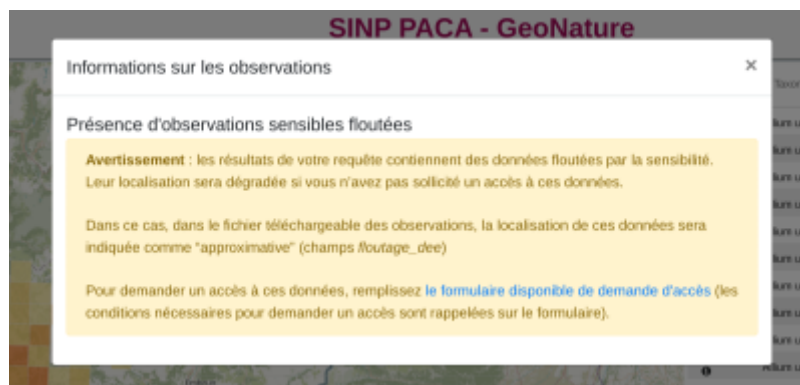 SINP PACA - GeoNature
Informations sur les observations
×
Présence d'observations sensibles floutées
Avertissement : les résultats de votre requête contiennent des données floutées par la sensibilité.
Leur localisation sera dégradée si vous n'avez pas sollicité un accès à ces données.
Dans ce cas, dans le fichier téléchargeable des observations, la localisation de ces données sera
indiquée comme "approximative" (champs floutage_dee)
Pour demander un accès à ces données, remplissez le formulaire disponible de demande d'accès (les
conditions nécessaires pour demander un accès sont rappelées sur le formulaire).